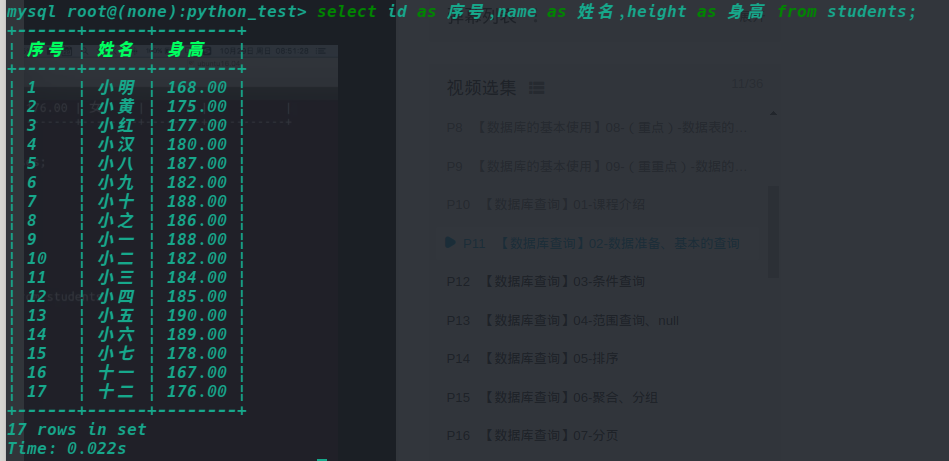 mysql root@(none):python_test> select id as 序号,name as 姓名,height as 身高 from students;
+------+------+--------+
| 序号 | 姓名 | 身高 |
+------+------+--------+
| 1 | 小明 | 168.00 |
| 2 | 小黄 | 175.00 |
| 3 | 小红 | 177.00 |
| 4 | 小汉 | 180.00 |
| 5 | 小八 | 187.00 |
| 6 | 小九 | 182.00 |
| 7 | 小十 | 188.00 |
| 8 | 小之 | 186.00 |
| 9 | 小一 | 188.00 |
| 10 | 小二 | 182.00 |
| 11 | 小三 | 184.00 |
| 12 | 小四 | 185.00 |
| 13 | 小五 | 190.00 |
| 14 | 小六 | 189.00 |
| 15 | 小七 | 178.00 |
| 16 | 十一 | 167.00 |
| 17 | 十二 | 176.00 |
+------+------+--------+
17 rows in set
Time: 0.022s
视频选集 11/38
P8 【数据库的基本使用】08-（重点）-数据表的...
P9 【数据库的基本使用】09-（重重点）-数据的...
P10 【数据库查询】01-课程介绍
P11 【数据库查询】02-数据准备、基本的查询
P12 【数据库查询】03-条件查询
P13 【数据库查询】04-范围查询、null
P14 【数据库查询】05-排序
P15 【数据库查询】06-聚合、分组
P16 【数据库查询】07-分页